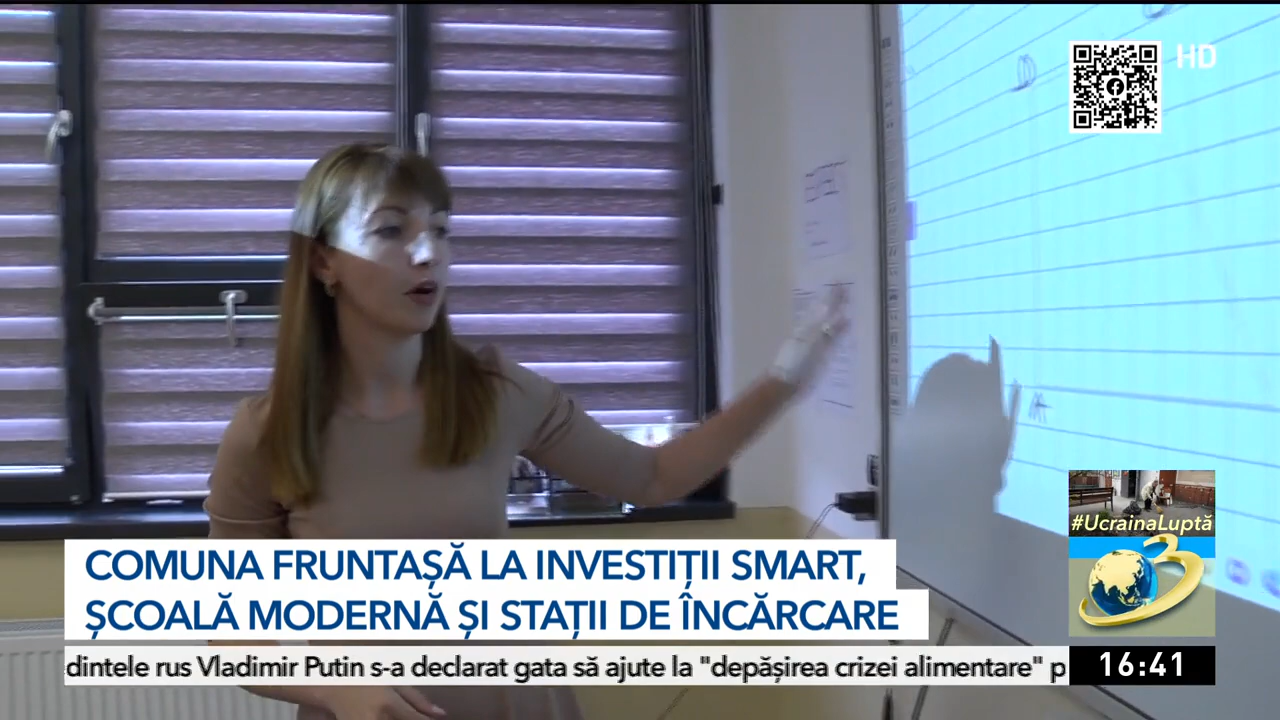 HD
#UcrainaLuptă
3
COMUNA FRUNTAȘĂ LA INVESTIȚII SMART,
ȘCOALĂ MODERNĂ ȘI STAȚII DE ÎNCĂRCARE
dintele rus Vladimir Putin s-a declarat gata să ajute la "depășirea crizei alimentare" p
16:41